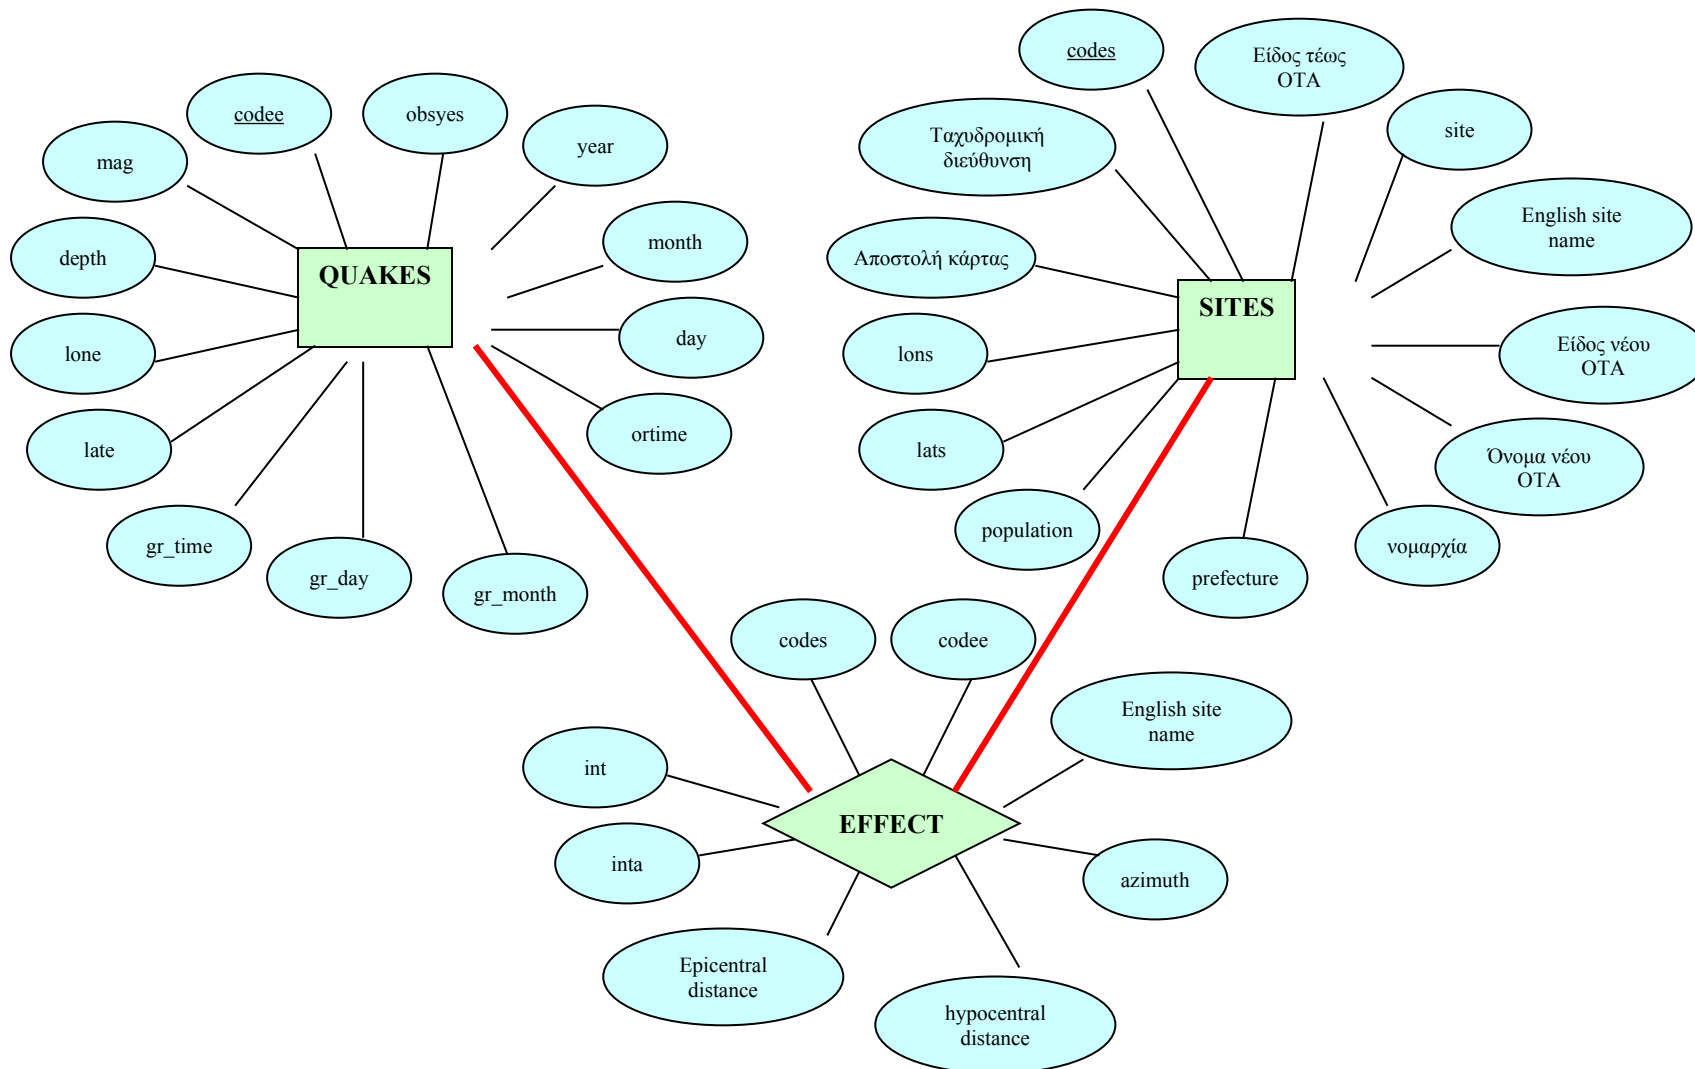 codes
Είδος τέως
ΟΤΑ
codee
obsyes
year
mag
Ταχυδρομική
διεύθυνση
site
English site
name
month
depth
Αποστολή κάρτας
QUAKES
SITES
day
lone
lons
Είδος νέου
ΟΤΑ
ortime
late
lats
Όνομα νέου
ΟΤΑ
gr_time
gr_day
gr_month
population
prefecture
νομαρχία
codes
codee
English site
name
int
EFFECT
inta
azimuth
Epicentral
distance
hypocentral
distance